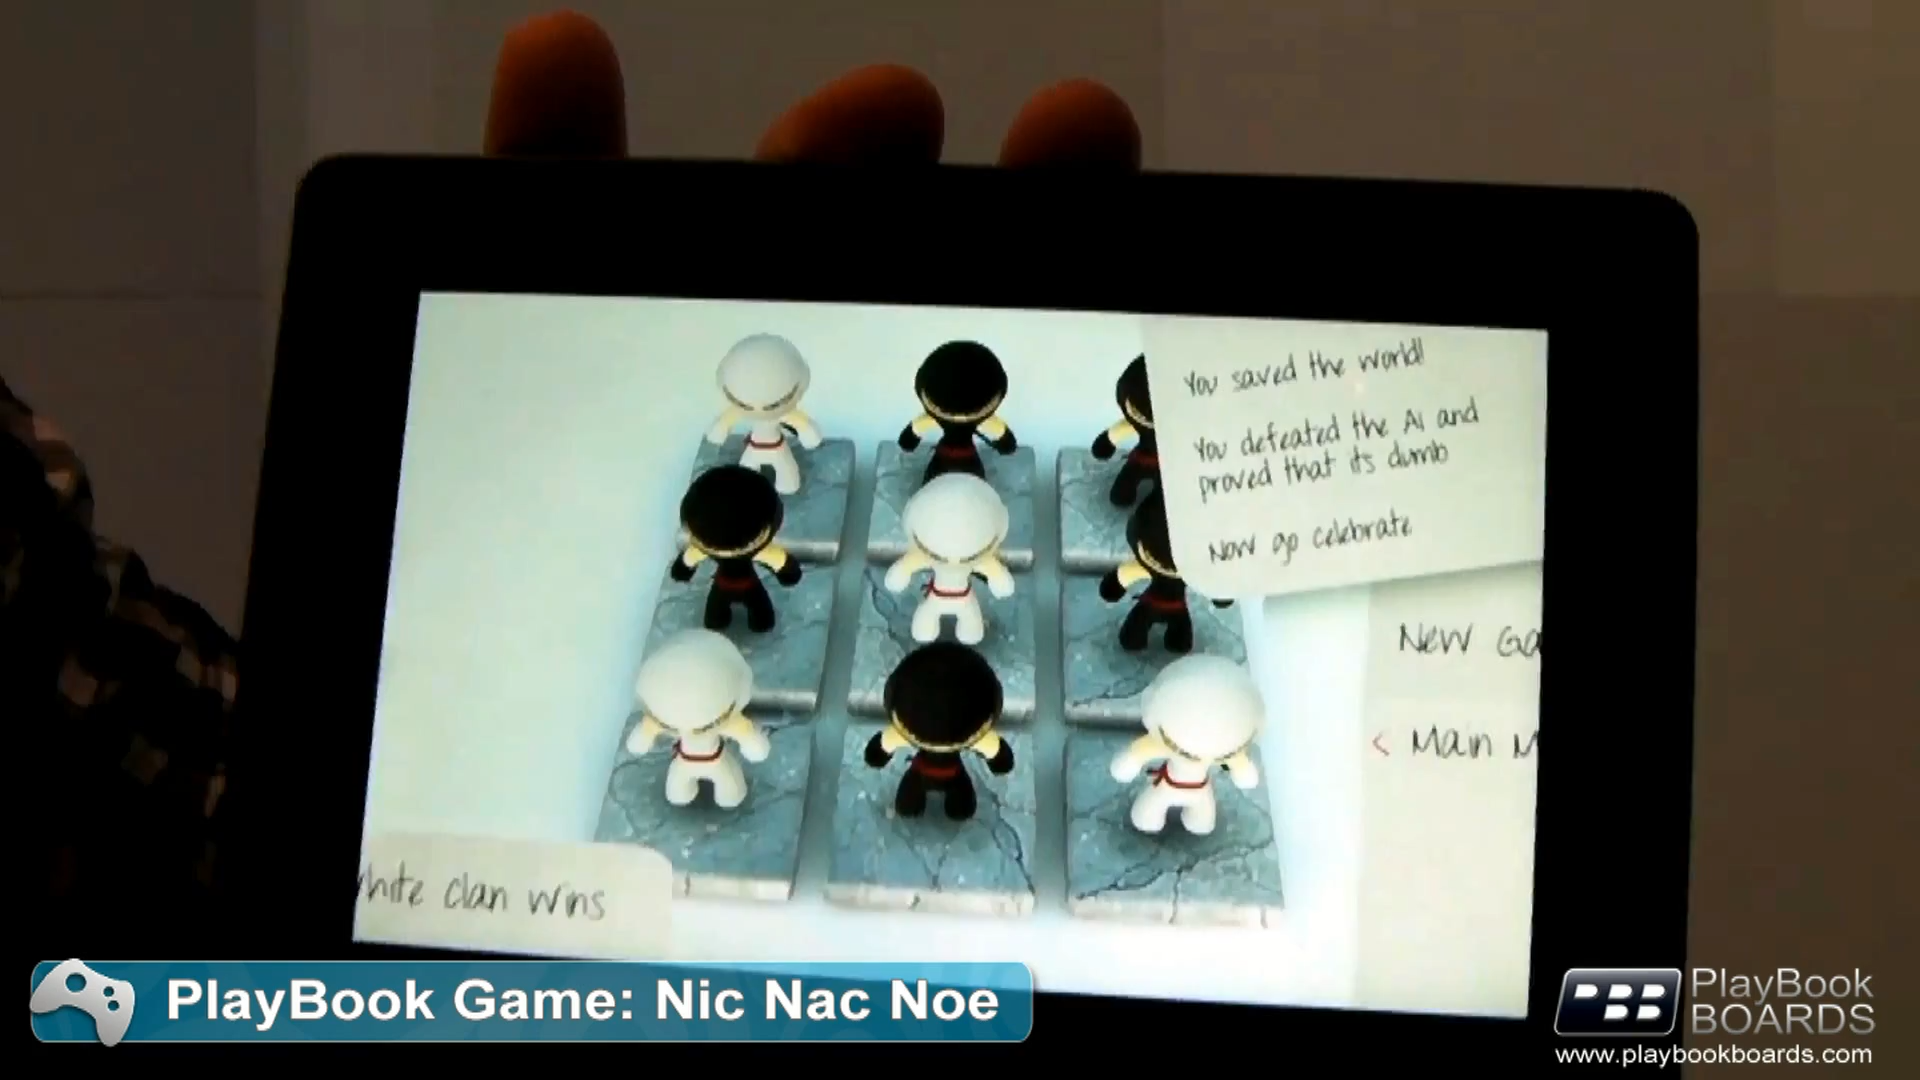 You saved the world!
You defeated the AI and
proved that its dumb
Now go celebrate
New Ga
< Main M
hite clan wins
PlayBook Game: Nic Nac Noe
PlayBook
BOARDS
www.playbookboards.com